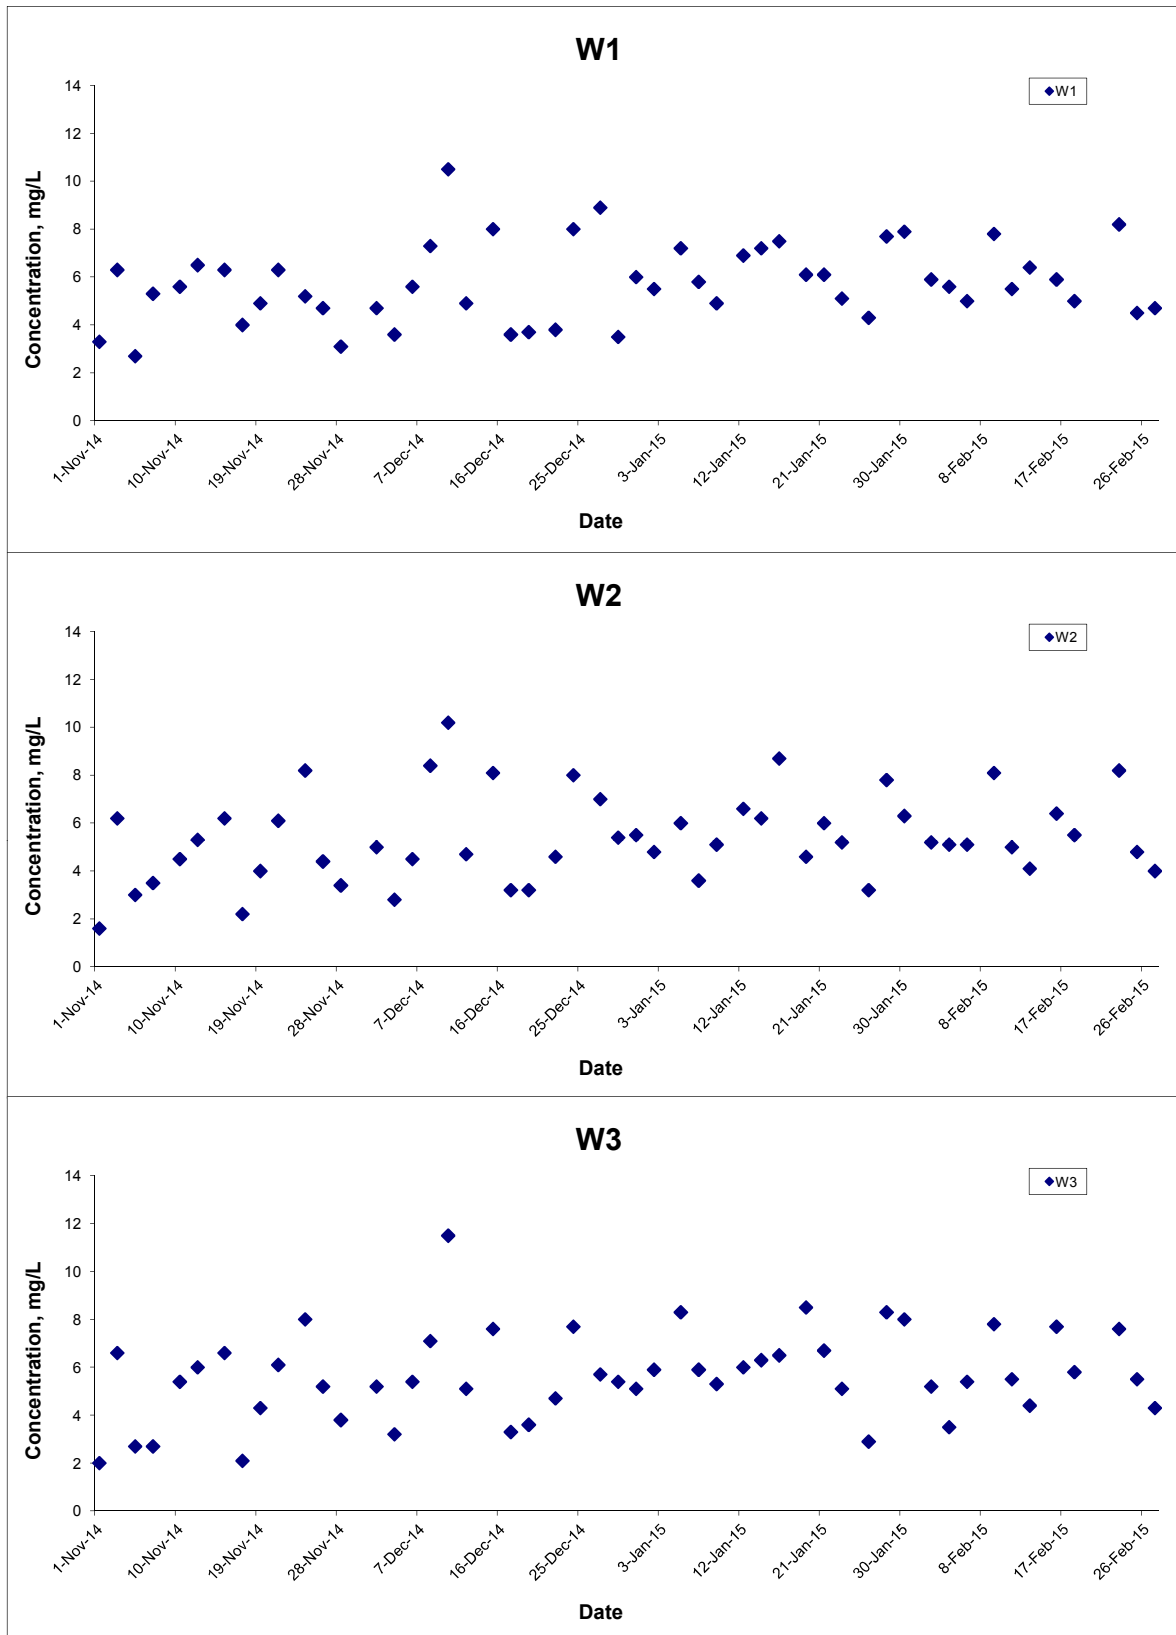 W1
W1
14
12
10
8
6
4
2
0
Concentration, mg/L
1-Nov-14
10-Nov-14
19-Nov-14
28-Nov-14
7-Dec-14
16-Dec-14
25-Dec-14
3-Jan-15
12-Jan-15
21-Jan-15
30-Jan-15
8-Feb-15
17-Feb-15
26-Feb-15
Date
W2
W2
14
12
10
8
6
4
2
0
Concentration, mg/L
1-Nov-14
10-Nov-14
19-Nov-14
28-Nov-14
7-Dec-14
16-Dec-14
25-Dec-14
3-Jan-15
12-Jan-15
21-Jan-15
30-Jan-15
8-Feb-15
17-Feb-15
26-Feb-15
Date
W3
W3
14
12
10
8
6
4
2
0
Concentration, mg/L
1-Nov-14
10-Nov-14
19-Nov-14
28-Nov-14
7-Dec-14
16-Dec-14
25-Dec-14
3-Jan-15
12-Jan-15
21-Jan-15
30-Jan-15
8-Feb-15
17-Feb-15
26-Feb-15
Date